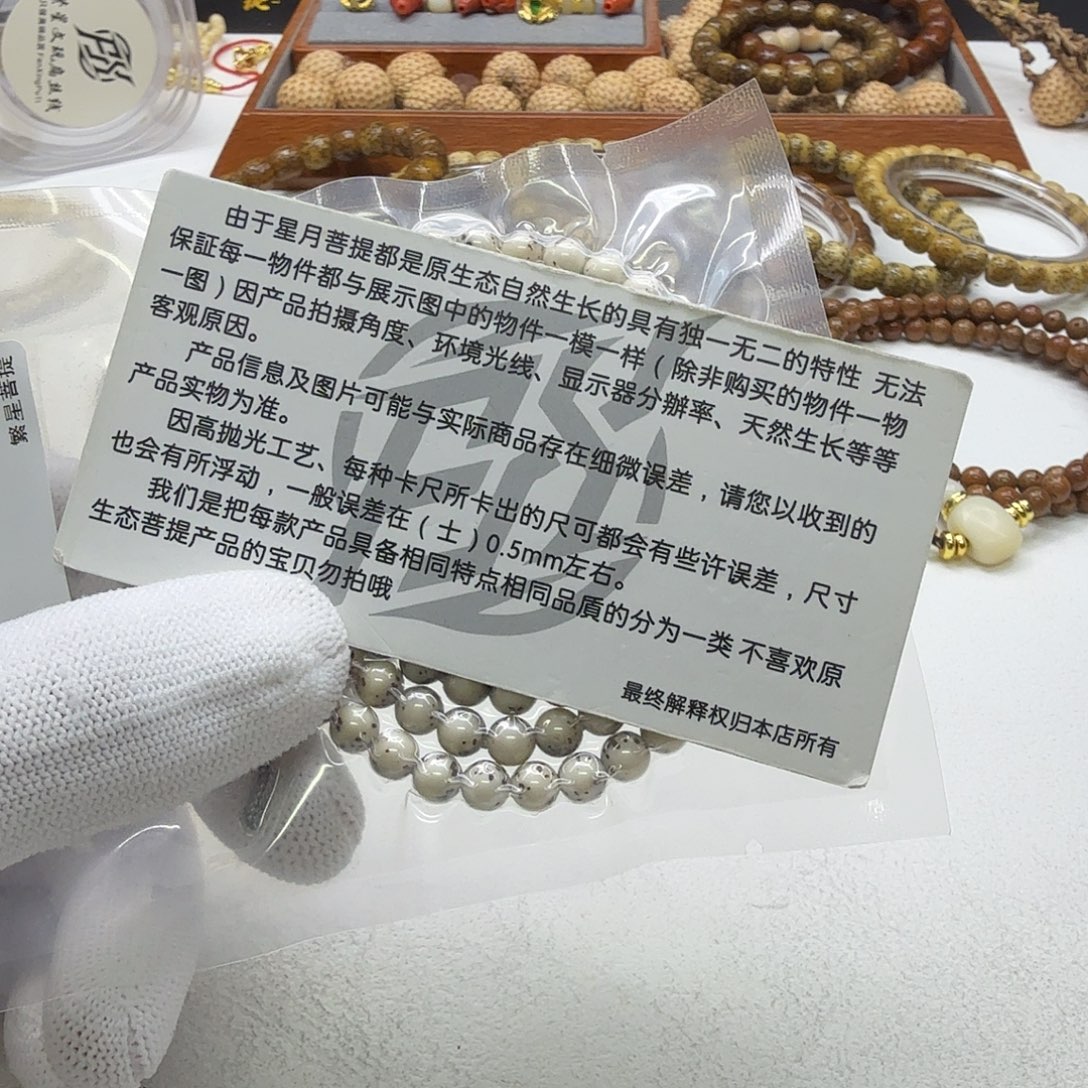 由于星月菩提都是原生态自然生长的具有独一无二的特性 无法
保証每一物件都与展示图中的物件一模一样（除非购买的物件一物
一图）因产品拍摄角度、环境光线、显示器分辦率、天然生长等等
客观原因。
产品信息及图片可能与实际商品存在细微误差，请您以收到的
产品实物为准。
因高抛光工艺、每种卡尺所卡出的尺可都会有些许误差，尺寸
也会有所浮动，一般误差在（士）0.5mm左右。
我们是把每款产品具备相同特点相同品质的分为一类 不喜欢原
生态菩提产品的宝贝勿拍哦
最终解释权归本店所有
繁星菩提